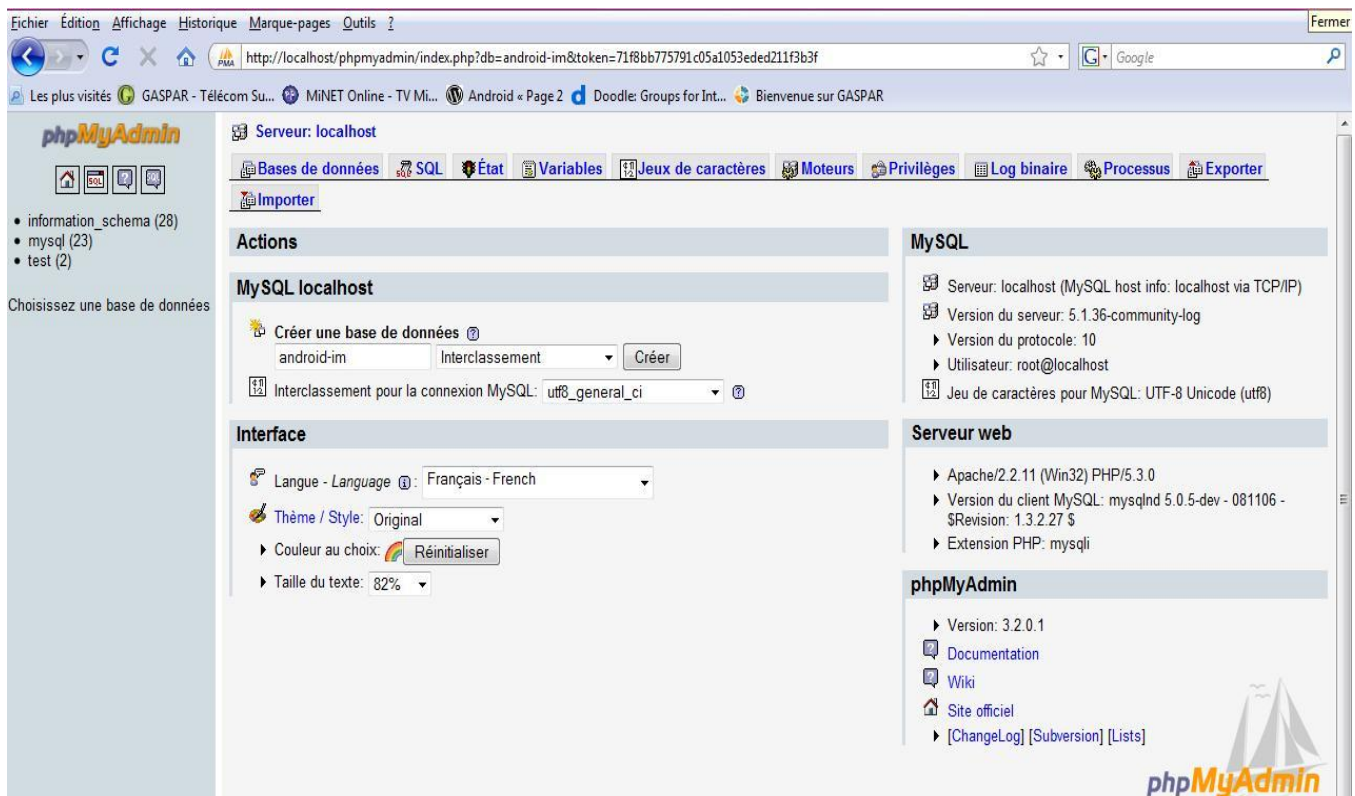 Fichier Édition Affichage Historique Marque-pages Outils ?
Fermer
http://localhost/phpmyadmin/index.php?db=android-im&token=71f8bb775791c05a1053eded211f3b3f
Google
Les plus visités GASPAR - Télécom Su... MiNET Online - TV Mi... Android « Page 2 Doodle: Groups for Int... Bienvenue sur GASPAR
phpMyAdmin
information_schema (28)
mysql (23)
test (2)
Choisissez une base de données
Serveur: localhost
Bases de données SQL État Variables Jeux de caractères Moteurs Privilèges Log binaire Processus Exporter
Importer
Actions
MySQL localhost
Créer une base de données
android-im Interclassement Créer
Interclassement pour la connexion MySQL: utf8_general_ci
Interface
Langue - Language : Français - French
Thème / Style: Original
Couleur au choix: Réinitialiser
Taille du texte: 82%
MySQL
Serveur: localhost (MySQL host info: localhost via TCP/IP)
Version du serveur: 5.1.36-community-log
Version du protocole: 10
Utilisateur: root@localhost
Jeu de caractères pour MySQL: UTF-8 Unicode (utf8)
Serveur web
Apache/2.2.11 (Win32) PHP/5.3.0
Version du client MySQL: mysqlnd 5.0.5-dev - 081106 -
$Revision: 1.3.2.27 $
Extension PHP: mysqli
phpMyAdmin
Version: 3.2.0.1
Documentation
Wiki
Site officiel
[ChangeLog] [Subversion] [Lists]
phpMyAdmin